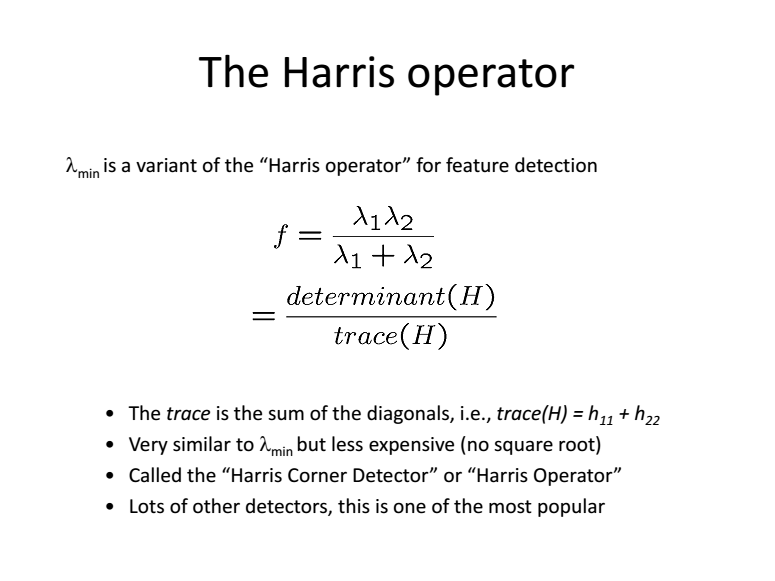 The Harris operator
λmin is a variant of the “Harris operator” for feature detection
f = λ1λ2 / λ1 + λ2
= determinant(H) / trace(H)
• The trace is the sum of the diagonals, i.e., trace(H) = h11 + h22
• Very similar to λmin but less expensive (no square root)
• Called the “Harris Corner Detector” or “Harris Operator”
• Lots of other detectors, this is one of the most popular